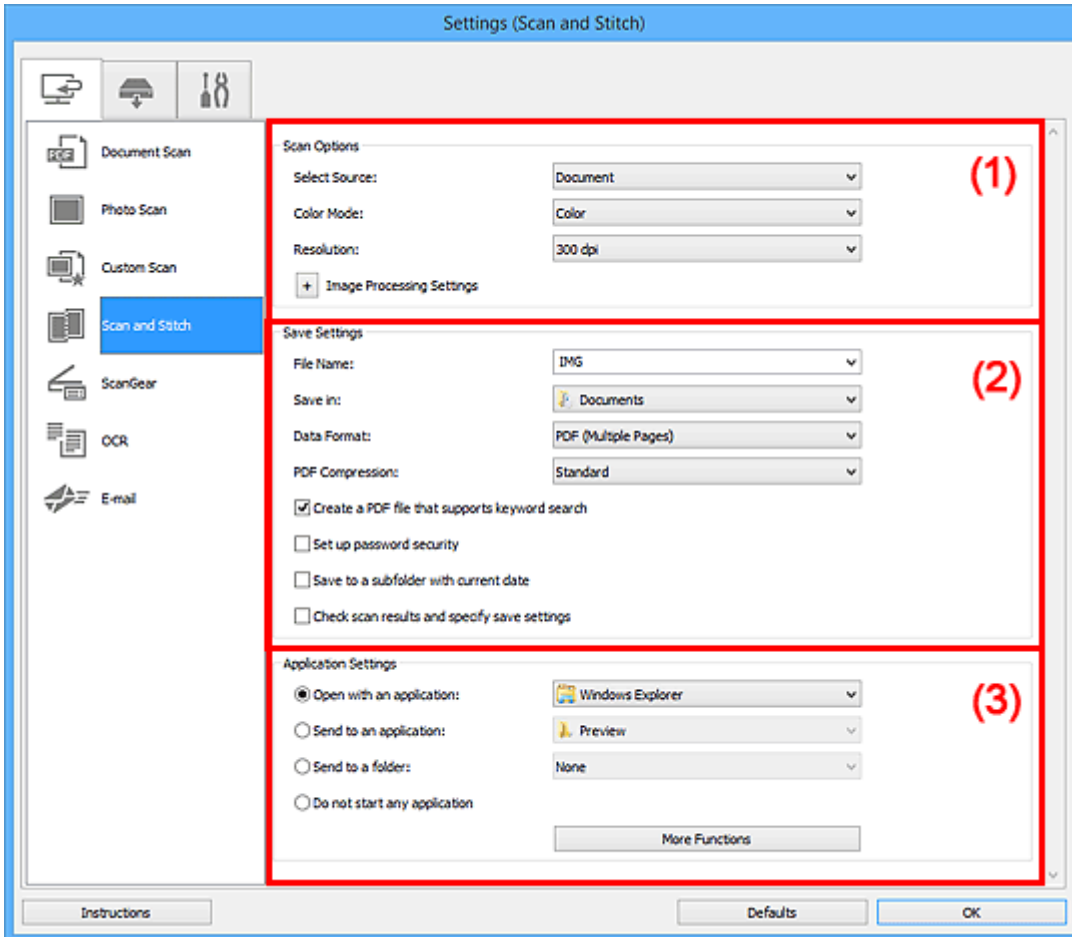 Settings (Scan and Stitch)
Document Scan
Photo Scan
Custom Scan
Scan and Stitch
ScanGear
OCR
E-mail
Scan Options
(1)
Select Source: Document
Color Mode: Color
Resolution: 300 dpi
+ Image Processing Settings
Save Settings
(2)
File Name: IMG
Save in: Documents
Data Format: PDF (Multiple Pages)
PDF Compression: Standard
Create a PDF file that supports keyword search
Set up password security
Save to a subfolder with current date
Check scan results and specify save settings
Application Settings
(3)
Open with an application: Windows Explorer
Send to an application: Preview
Send to a folder: None
Do not start any application
More Functions
Instructions Defaults OK